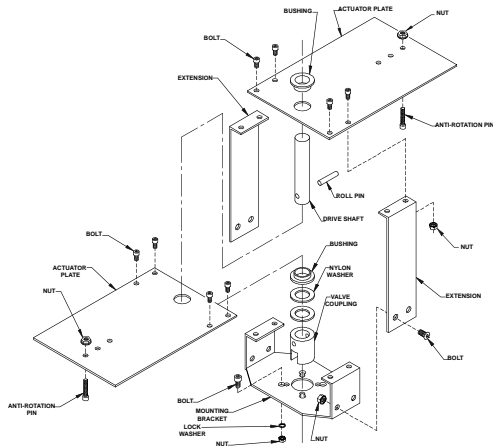 ACTUATOR PLATE
BUSHING
NUT
BOLT
EXTENSION
ANTI-ROTATION PIN
ROLL PIN
DRIVE SHAFT
BOLT
BUSHING
NUT
ACTUATOR
PLATE
NYLON
WASHER
EXTENSION
NUT
VALVE
COUPLING
BOLT
ANTI-ROTATION
PIN
BOLT
MOUNTING
BRACKET
LOCK
WASHER
NUT
NUT